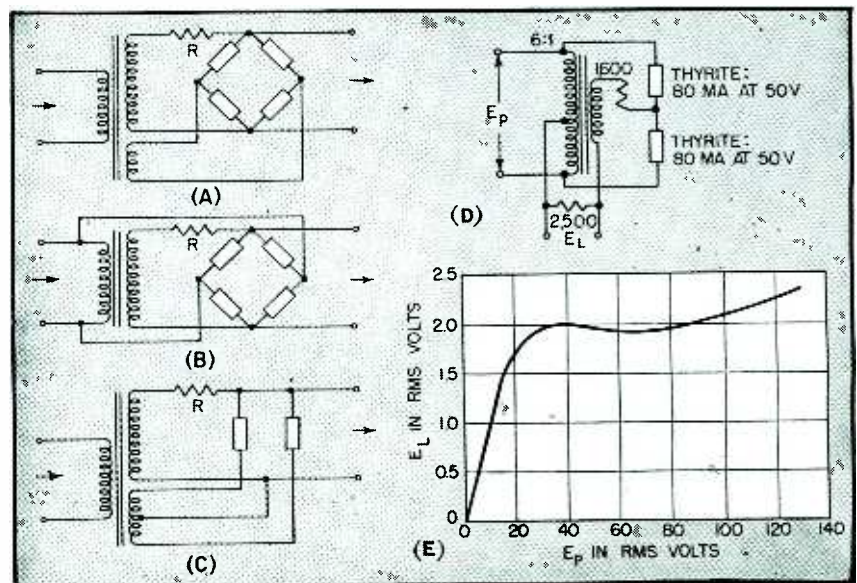 R
(A)
R
(B)
R
(C)
6:1
1600
THYRITE:
80 MA AT 50V
E_P
THYRITE:
80 MA AT 50V
(D)
2,500
E_L
2.5
2.0
1.5
1.0
0.5
0
E_L IN RMS VOLTS
0 20 40 60 80 100 120 140
(E)
E_P IN RMS VOLTS